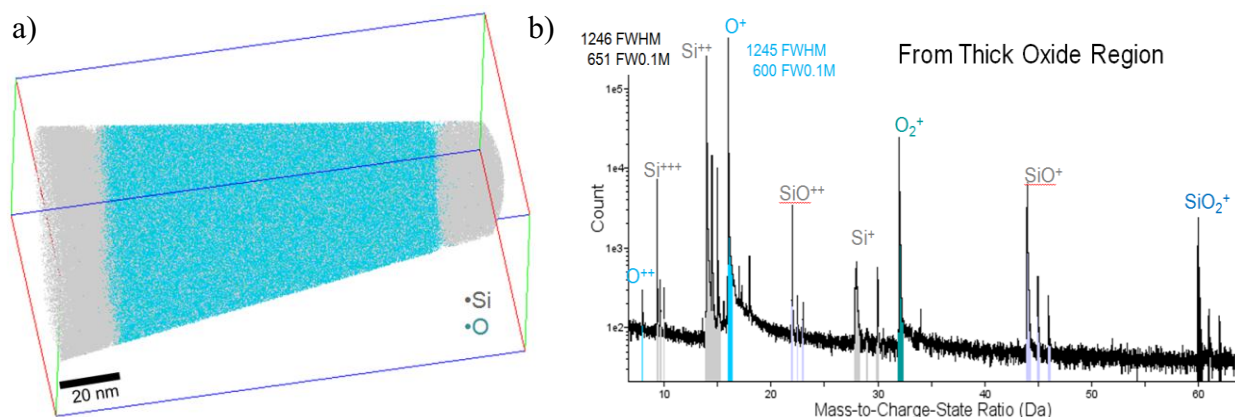 a)
•Si
•O
20 nm
b)
1246 FWHM
651 FW0.1M
Si++
O+
1245 FWHM
600 FW0.1M
From Thick Oxide Region
1e5
1e4
1e3
1e2
Count
O++
Si+++
SiO++
Si+
O2+
SiO+
SiO2+
10
20
30
40
50
60
Mass-to-Charge-State Ratio (Da)